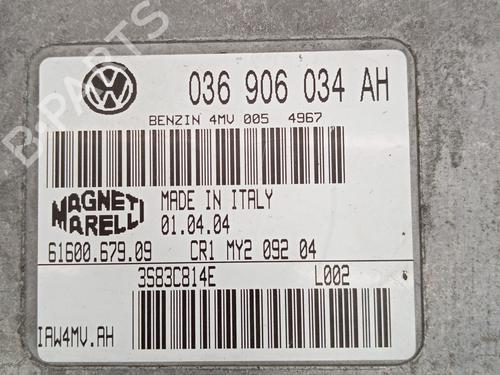 036 906 034 AH
BENZIN 4MV 005 4967
MAGNETI
MARELLI
MADE IN ITALY
01.04.04
61600.679.09 CR1 MY2 092 04
3S83C814E L002
IAW4MV.AH
B-PARTS